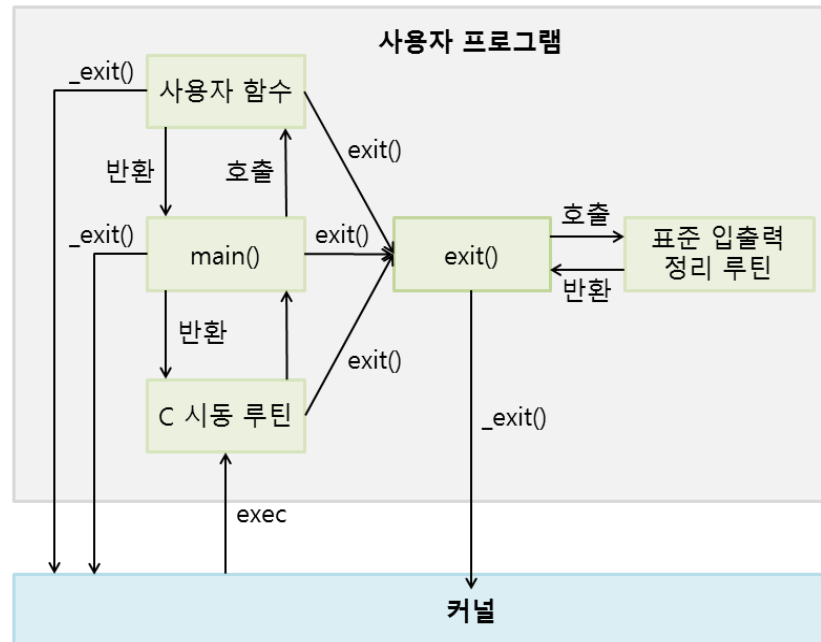 사용자 프로그램
_exit()
사용자 함수
exit()
반환
호출
_exit()
main()
exit()
exit()
호출
표준 입출력
정리 루틴
반환
반환
exit()
C 시동 루틴
_exit()
exec
커널